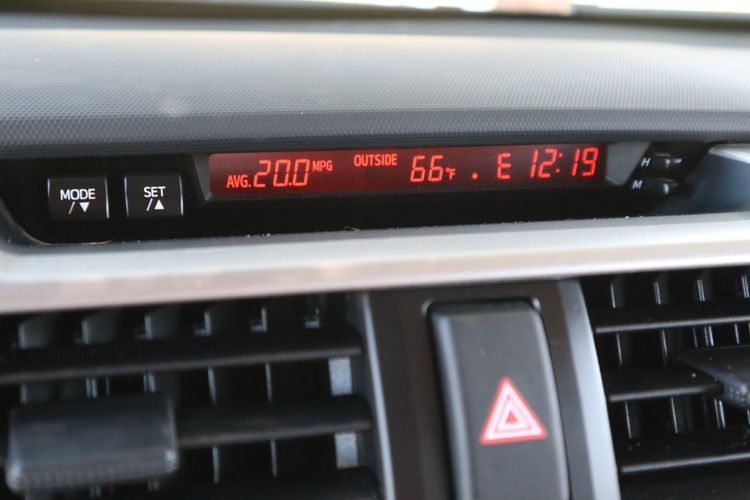 MODE
/▼
SET
/▲
AVG. 20.0 MPG OUTSIDE 66°F . E 12:19
H
M